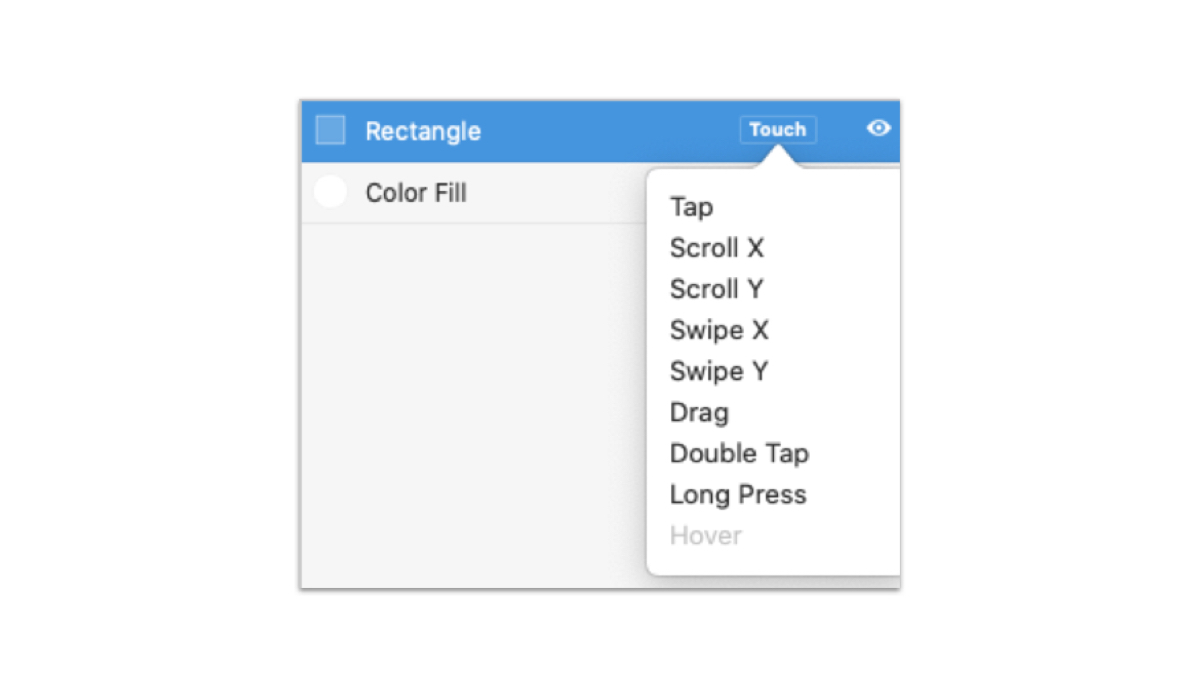 Rectangle Touch
Color Fill
Tap
Scroll X
Scroll Y
Swipe X
Swipe Y
Drag
Double Tap
Long Press
Hover